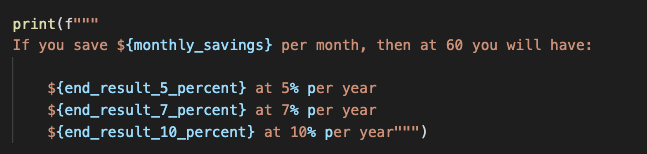 print(f"""
If you save ${monthly_savings} per month, then at 60 you will have:
${end_result_5_percent} at 5% per year
${end_result_7_percent} at 7% per year
${end_result_10_percent} at 10% per year""")